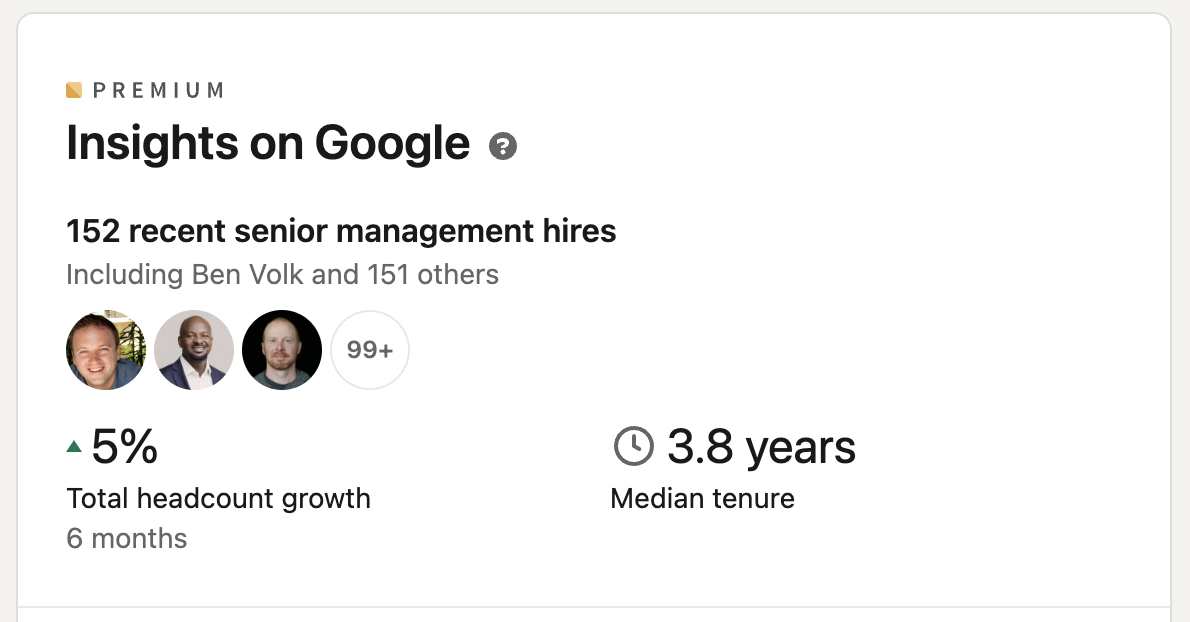 PREMIUM
Insights on Google ?
152 recent senior management hires
Including Ben Volk and 151 others
99+
5%
Total headcount growth
6 months
3.8 years
Median tenure